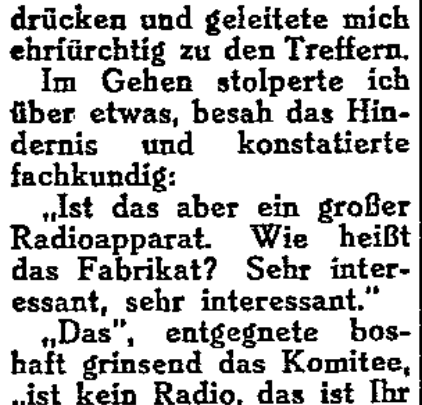 drücken und geleitete mich
ehrfürchtig zu den Treffern.
Im Gehen stolperte ich
über etwas, besah das Hin-
dernis und konstatierte
fachkundig:
„Ist das aber ein großer
Radioapparat. Wie heißt
das Fabrikat? Sehr inter-
essant, sehr interessant."
„Das", entgegnete bos-
haft grinsend das Komitee,
„ist kein Radio, das ist Ihr